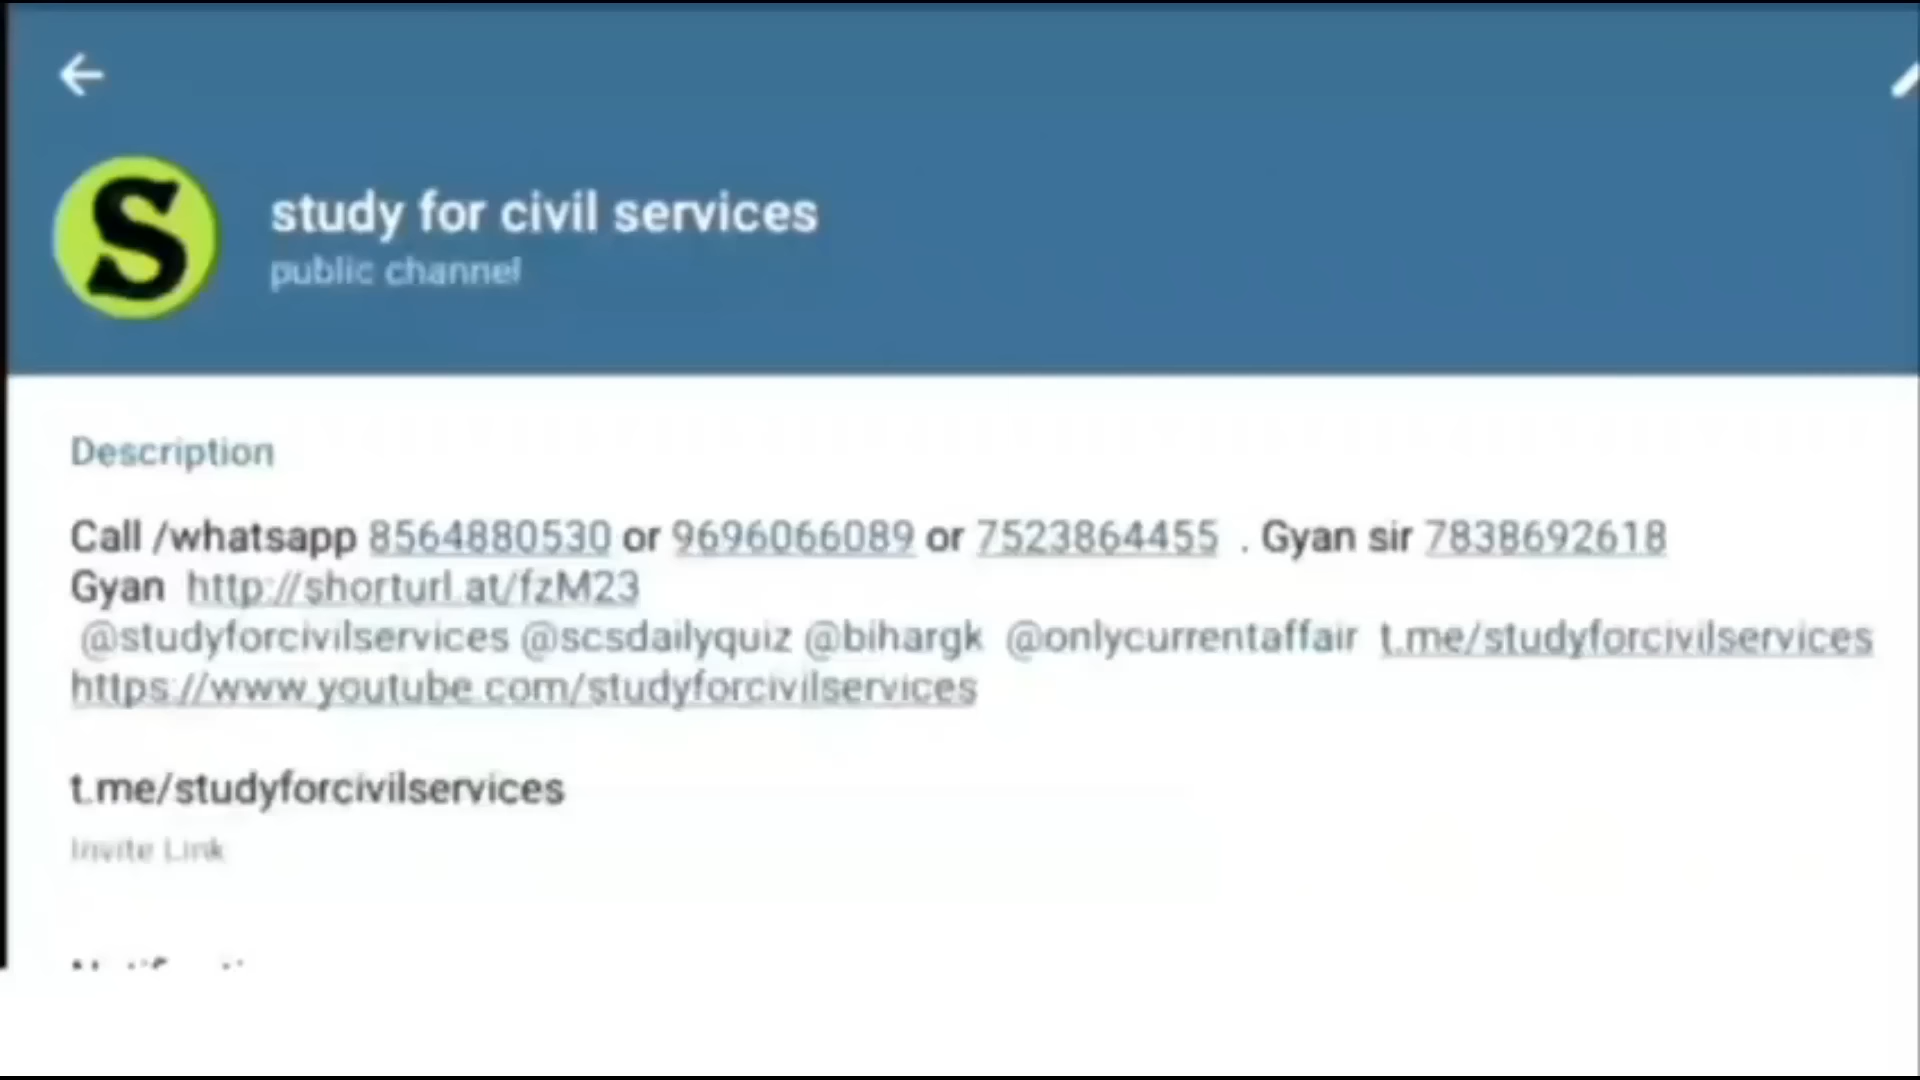 S
study for civil services
public channel
Description
Call /whatsapp 8564880530 or 9696066089 or 7523864455 . Gyan sir 7838692618
Gyan http://shorturl.at/fzM23
@studyforcivilservices @scsdailyquiz @bihargk @onlycurrentaffair t.me/studyforcivilservices
https://www.youtube.com/studyforcivilservices
t.me/studyforcivilservices
Invite Link